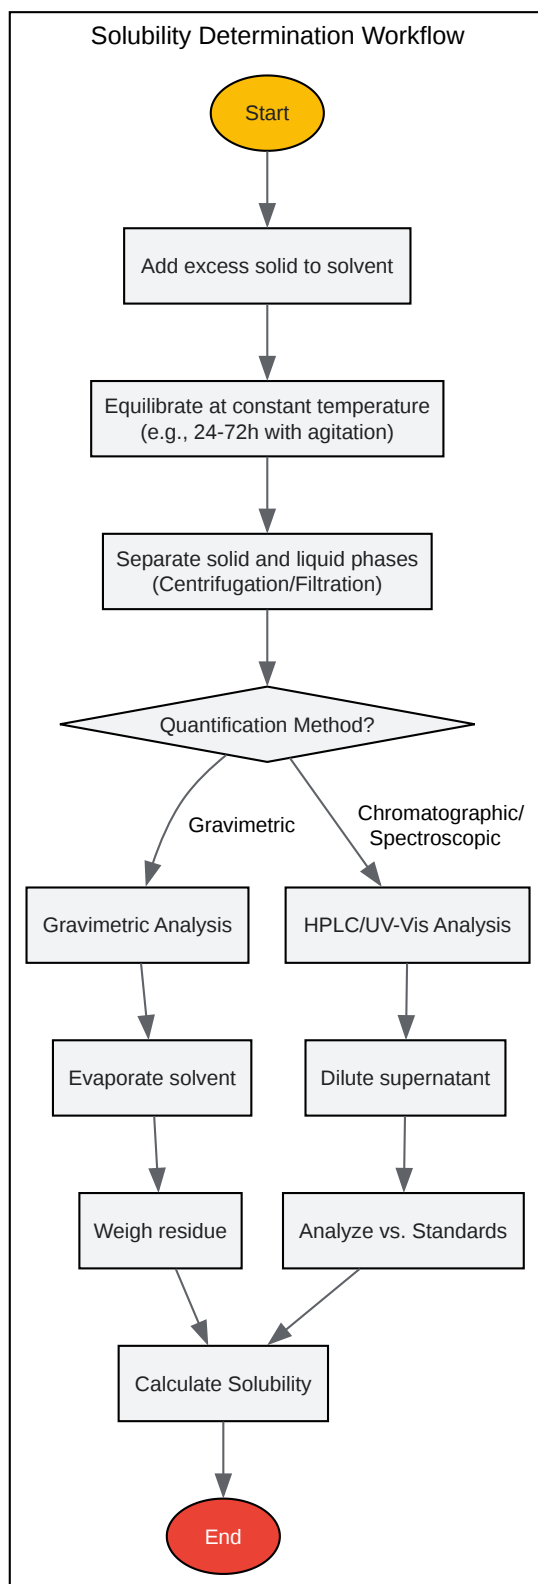 Solubility Determination Workflow
Start
Add excess solid to solvent
Equilibrate at constant temperature
(e.g., 24-72h with agitation)
Separate solid and liquid phases
(Centrifugation/Filtration)
Quantification Method?
Gravimetric
Chromatographic/
Spectroscopic
Gravimetric Analysis
HPLC/UV-Vis Analysis
Evaporate solvent
Dilute supernatant
Weigh residue
Analyze vs. Standards
Calculate Solubility
End